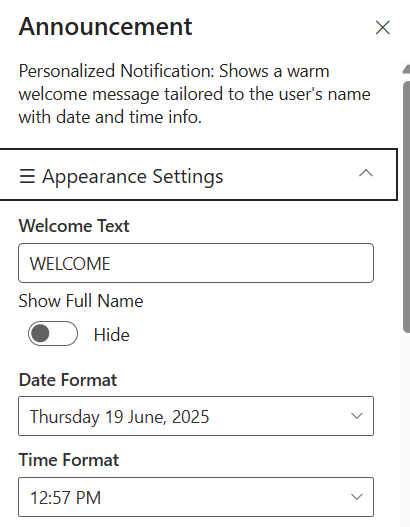 Announcement
Personalized Notification: Shows a warm
welcome message tailored to the user's name
with date and time info.
Appearance Settings
Welcome Text
WELCOME
Show Full Name
Hide
Date Format
Thursday 19 June, 2025
Time Format
12:57 PM